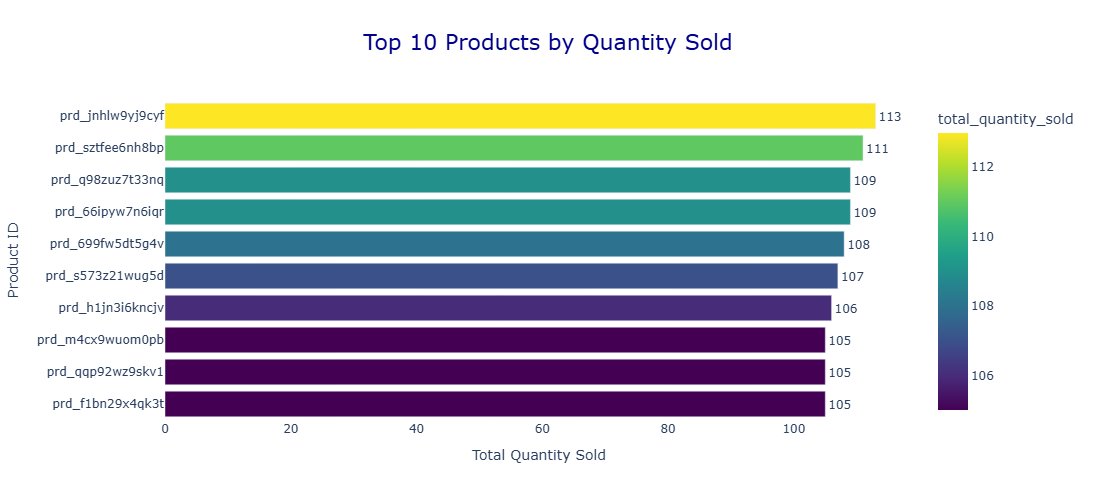 Top 10 Products by Quantity Sold
Product ID
prd_jnhlw9yj9cyf 113
prd_sztfee6nh8bp 111
prd_q98zuz7t33nq 109
prd_66ipyw7n6iqr 109
prd_699fw5dt5g4v 108
prd_s573z21wug5d 107
prd_h1jn3i6kncjv 106
prd_m4cx9wuom0pb 105
prd_qqp92wz9skv1 105
prd_f1bn29x4qk3t 105
0 20 40 60 80 100
Total Quantity Sold
total_quantity_sold
112
110
108
106